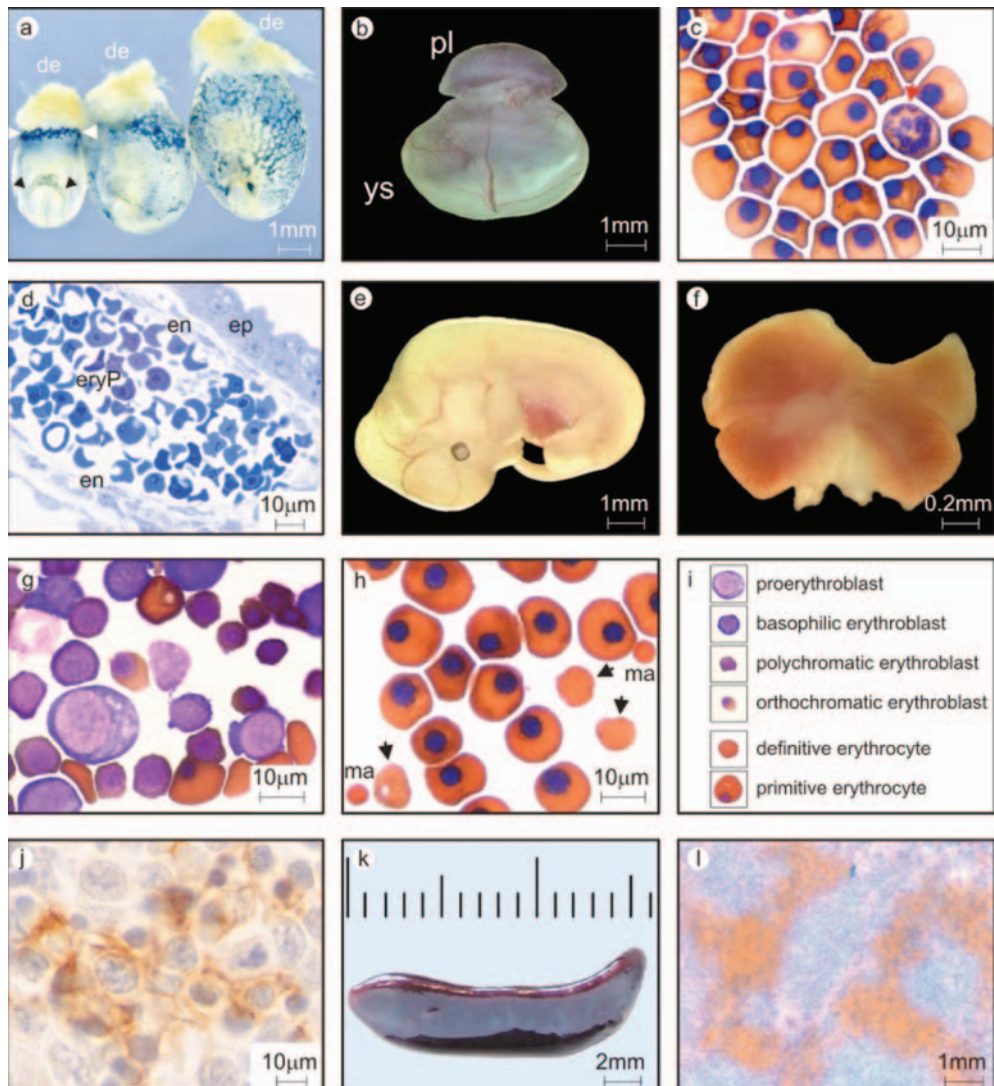 a
de
de
de
1mm
b
pl
ys
1mm
c
10μm
d
en
ep
eryP
en
10μm
e
1mm
f
0.2mm
g
10μm
h
ma
ma
10μm
i
proerythroblast
basophilic erythroblast
polychromatic erythroblast
orthochromatic erythroblast
definitive erythrocyte
primitive erythrocyte
j
10μm
k
2mm
l
1mm